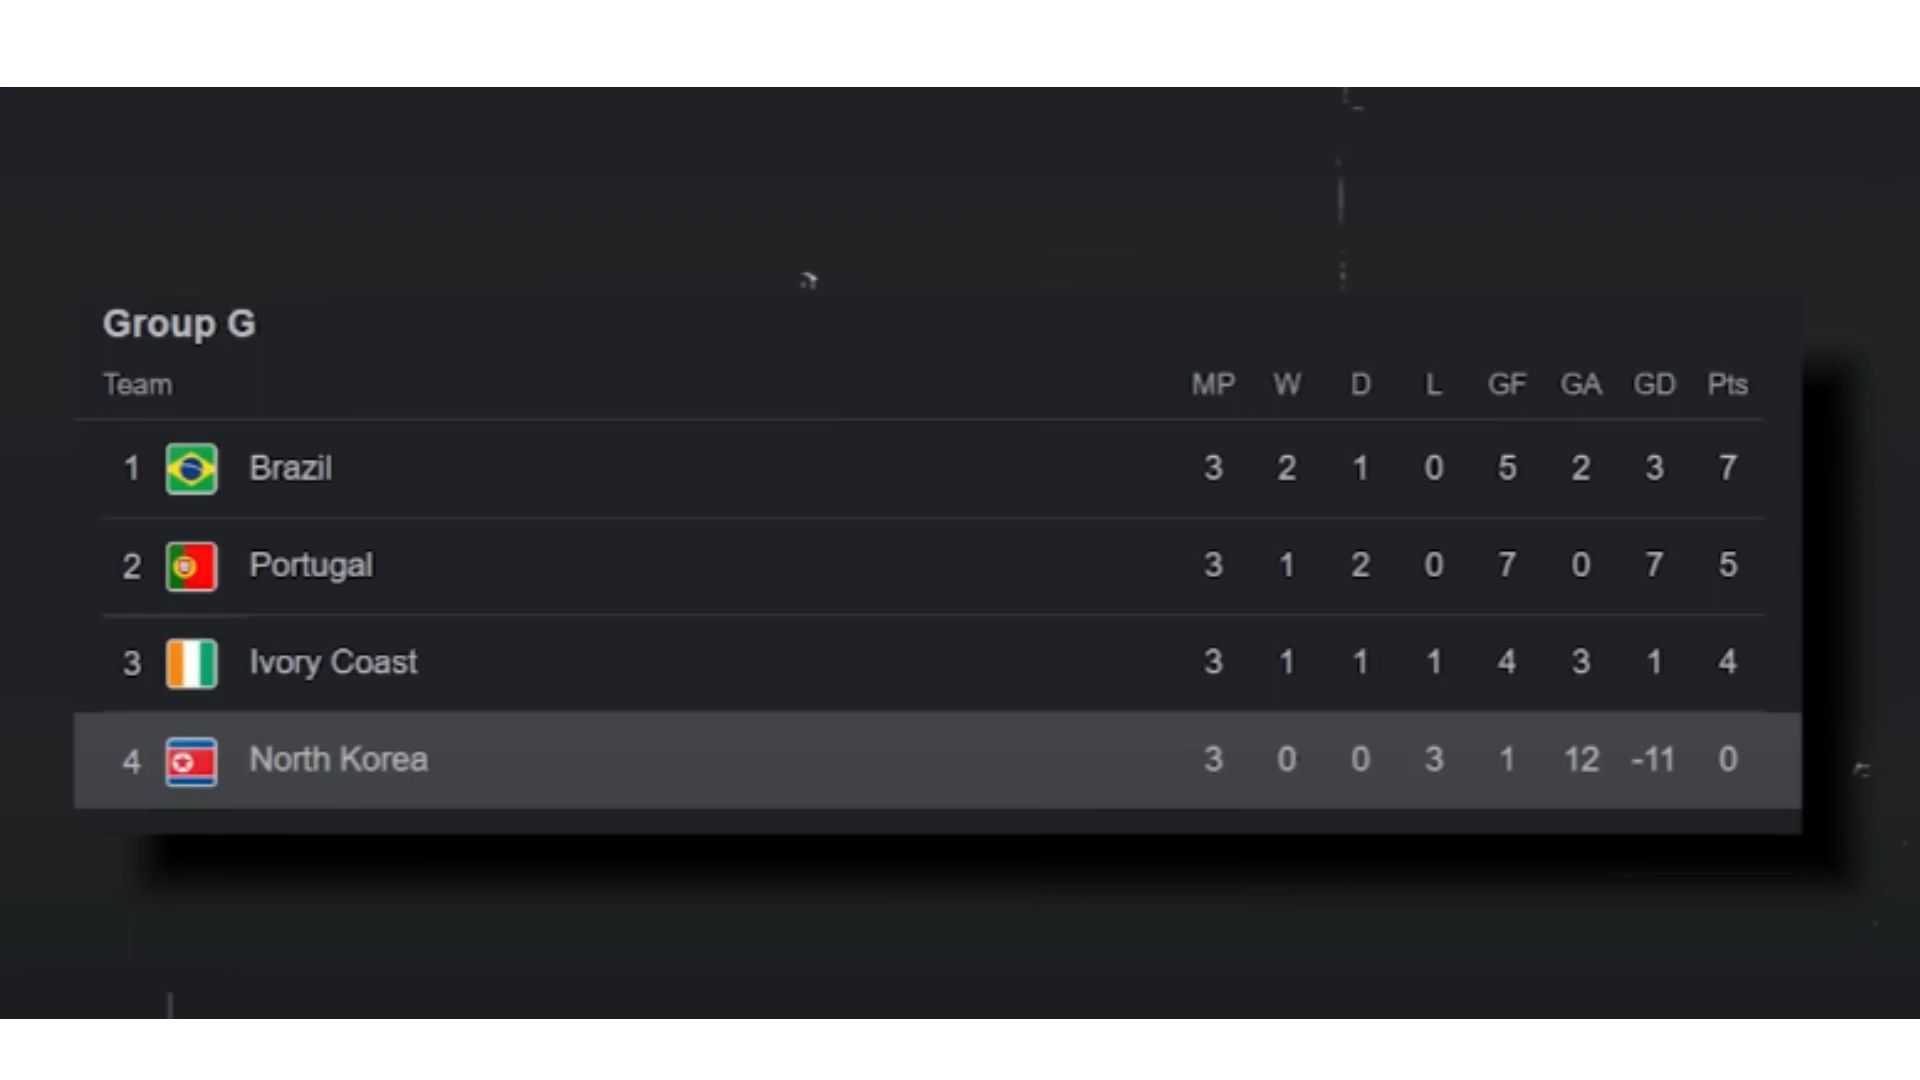 Group G
Team MP W D L GF GA GD Pts
1 Brazil 3 2 1 0 5 2 3 7
2 Portugal 3 1 2 0 7 0 7 5
3 Ivory Coast 3 1 1 1 4 3 1 4
4 North Korea 3 0 0 3 1 12 -11 0